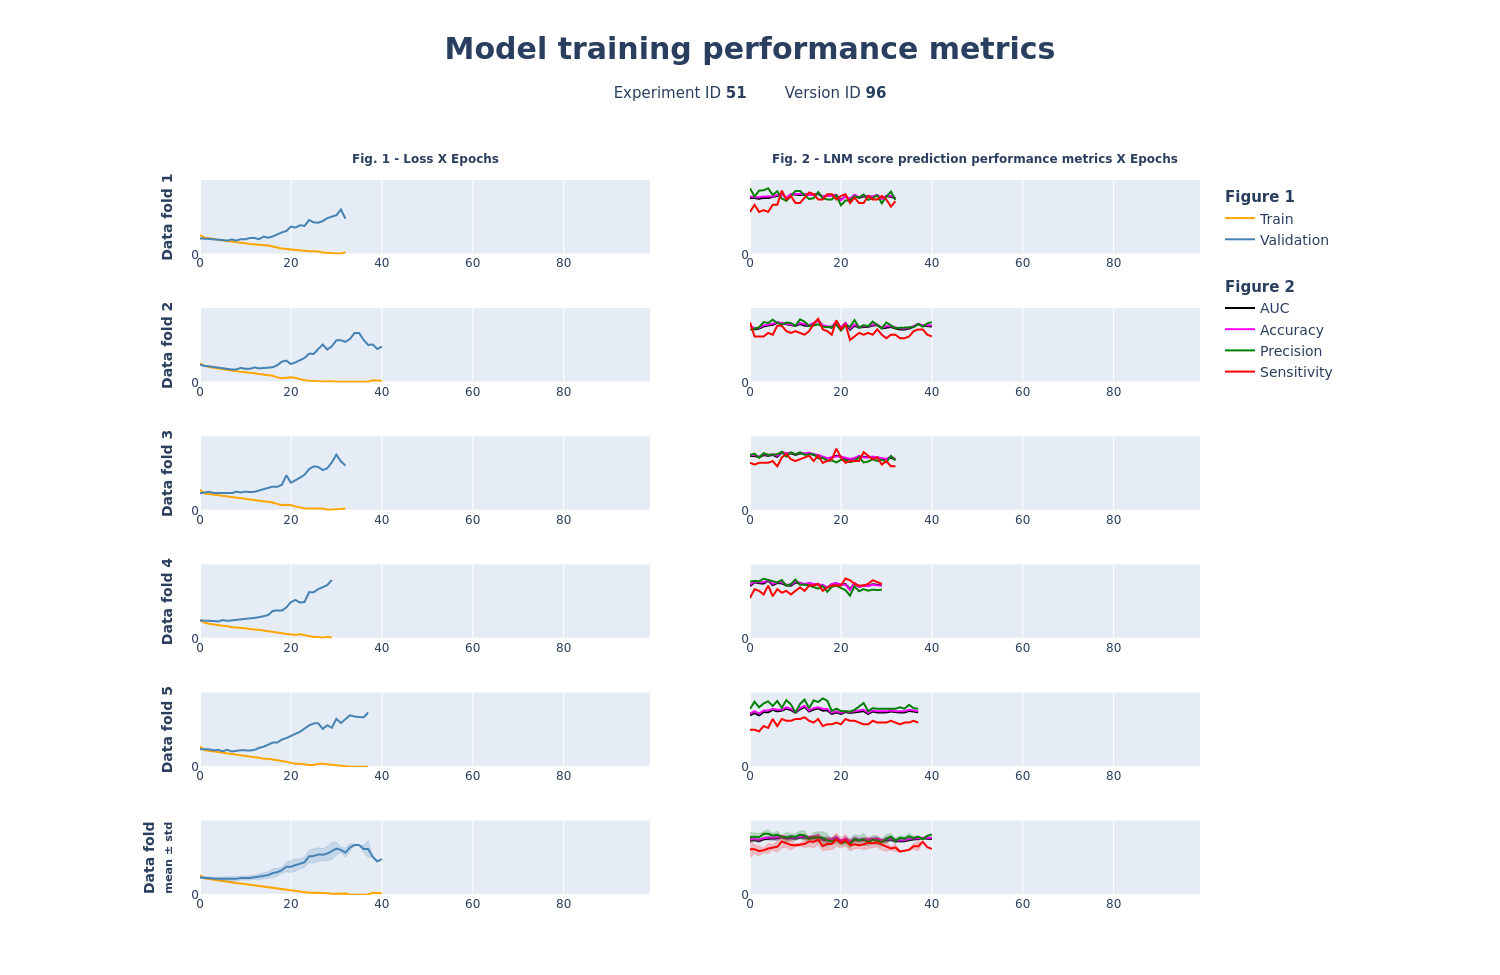 Model training performance metrics
Experiment ID 51 Version ID 96
Fig. 1 - Loss X Epochs
Fig. 2 - LNM score prediction performance metrics X Epochs
Data fold 1
0
0 20 40 60 80
0
0 20 40 60 80
Figure 1
Train
Validation
Figure 2
AUC
Accuracy
Precision
Sensitivity
Data fold 2
0
0 20 40 60 80
0
0 20 40 60 80
Data fold 3
0
0 20 40 60 80
0
0 20 40 60 80
Data fold 4
0
0 20 40 60 80
0
0 20 40 60 80
Data fold 5
0
0 20 40 60 80
0
0 20 40 60 80
Data fold
mean ± std
0
0 20 40 60 80
0
0 20 40 60 80